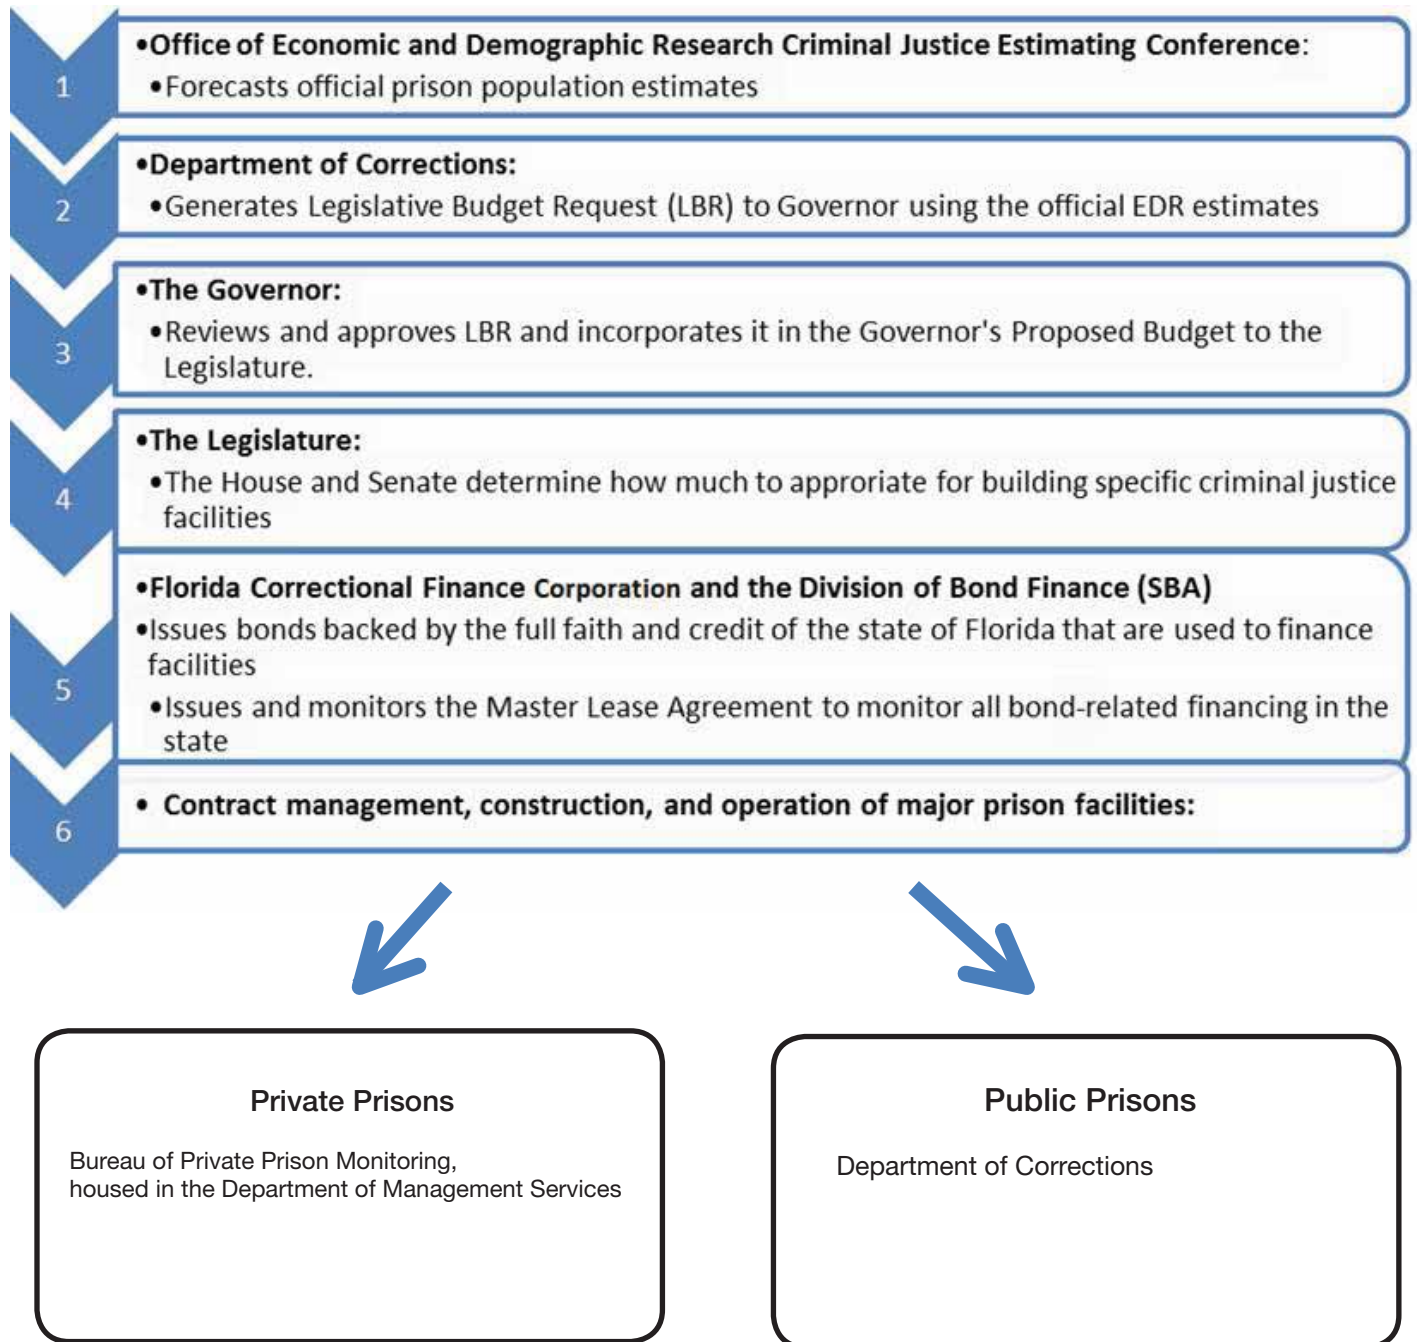 1
•Office of Economic and Demographic Research Criminal Justice Estimating Conference:
•Forecasts official prison population estimates
2
•Department of Corrections:
•Generates Legislative Budget Request (LBR) to Governor using the official EDR estimates
3
•The Governor:
•Reviews and approves LBR and incorporates it in the Governor's Proposed Budget to the
Legislature.
4
•The Legislature:
•The House and Senate determine how much to approriate for building specific criminal justice
facilities
5
•Florida Correctional Finance Corporation and the Division of Bond Finance (SBA)
•Issues bonds backed by the full faith and credit of the state of Florida that are used to finance
facilities
•Issues and monitors the Master Lease Agreement to monitor all bond-related financing in the
state
6
• Contract management, construction, and operation of major prison facilities:
Private Prisons
Bureau of Private Prison Monitoring,
housed in the Department of Management Services
Public Prisons
Department of Corrections